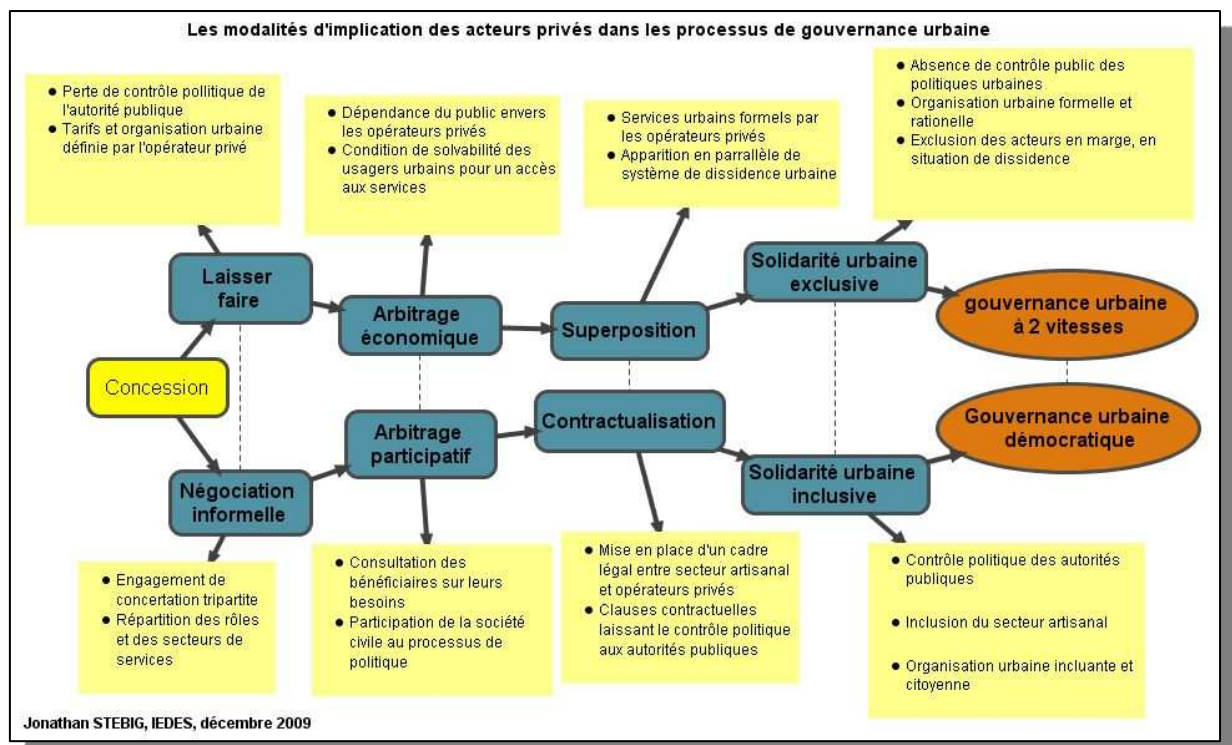 Les modalités d'implication des acteurs privés dans les processus de gouvernance urbaine
● Perte de contrôle pollitique de
l'autorité publique
● Tarifs et organisation urbaine
définie par l'opérateur privé
● Dépendance du public envers
les opérateurs privés
● Condition de solvabilité des
usagers urbains pour un accès
aux services
● Services urbains formels par
les opérateurs privés
● Apparition en parrallèle de
système de dissidence urbaine
● Absence de contrôle public des
politiques urbaines
● Organisation urbaine formelle et
rationelle
● Exclusion des acteurs en marge, en
situation de dissidence
Laisser
faire
Arbitrage
économique
Superposition
Solidarité urbaine
exclusive
gouvernance urbaine
à 2 vitesses
Concession
Négociation
informelle
Arbitrage
participatif
Contractualisation
Solidarité urbaine
inclusive
Gouvernance urbaine
démocratique
● Engagement de
concertation tripartite
● Répartition des rôles
et des secteurs de
services
● Consultation des
bénéficiaires sur leurs
besoins
● Participation de la société
civile au processus de
politique
● Mise en place d'un cadre
légal entre secteur artisanal
et opérateurs privés
● Clauses contractuelles
laissant le contrôle politique
aux autorités publiques
● Contrôle politique des autorités
publiques
● Inclusion du secteur artisanal
● Organisation urbaine incluante et
citoyenne
Jonathan STEBIG, IEDES, décembre 2009